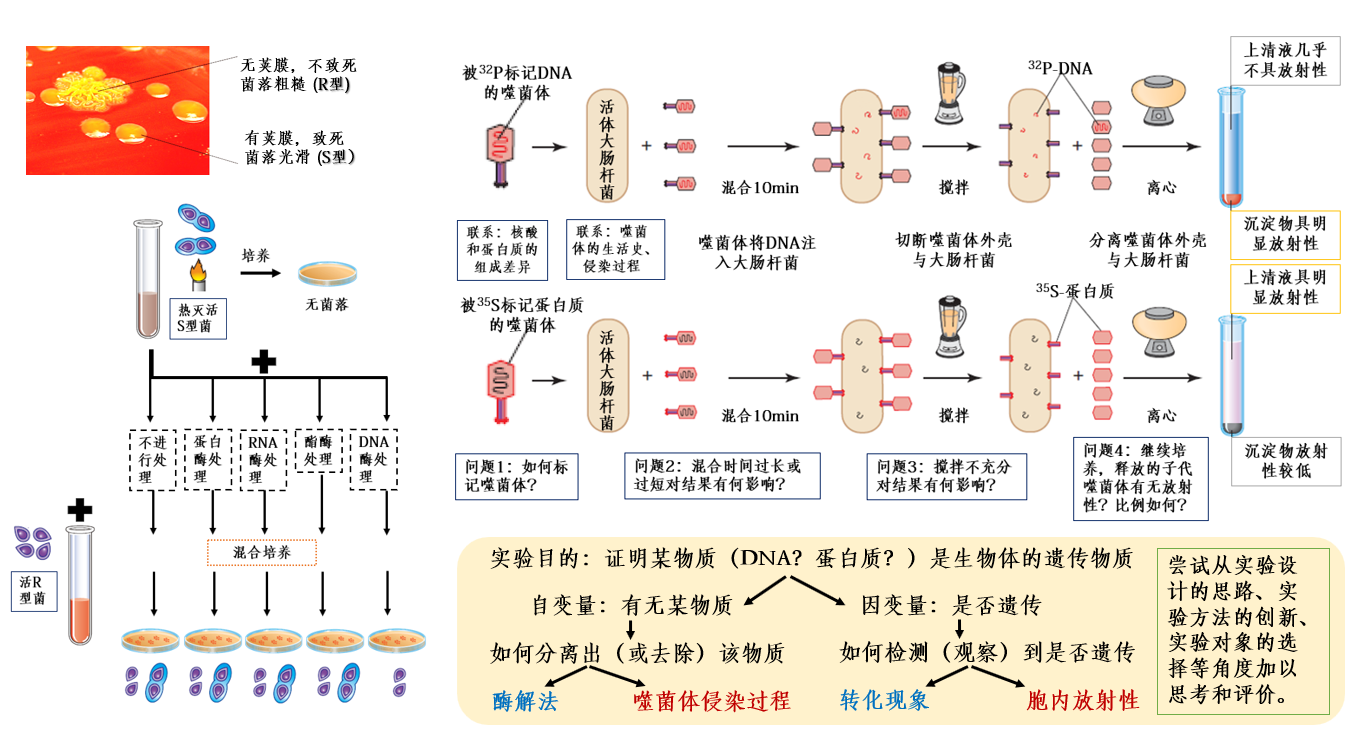 无荚膜，不致死
菌落粗糙 (R型)
有荚膜，致死
菌落光滑 (S型)
培养
热灭活
S型菌
无菌落
不进
行处
理
蛋白
酶处
理
RNA
酶处
理
酯酶
处理
DNA
酶处
理
混合培养
活R
型菌
被32P标记DNA
的噬菌体
活体大肠杆菌
混合10min
搅拌
32P-DNA
离心
上清液几乎
不具放射性
沉淀物具明
显放射性
联系：核酸
和蛋白质的
组成差异
联系：噬菌
体的生活史、
侵染过程
噬菌体将DNA注
入大肠杆菌
切断噬菌体外壳
与大肠杆菌
分离噬菌体外壳
与大肠杆菌
被35S标记蛋白质
的噬菌体
活体大肠杆菌
混合10min
搅拌
35S-蛋白质
离心
上清液具明
显放射性
沉淀物放射
性较低
问题1：如何标
记噬菌体？
问题2：混合时间过长或
过短对结果有何影响？
问题3：搅拌不充分
对结果有何影响？
问题4：继续培
养，释放的子代
噬菌体有无放射
性？比例如何？
实验目的：证明某物质（DNA？蛋白质？）是生物体的遗传物质
自变量：有无某物质
因变量：是否遗传
如何分离出（或去除）该物质
如何检测（观察）到是否遗传
酶解法
噬菌体侵染过程
转化现象
胞内放射性
尝试从实验设
计的思路、实
验方法的创新、
实验对象的选
择等角度加以
思考和评价。